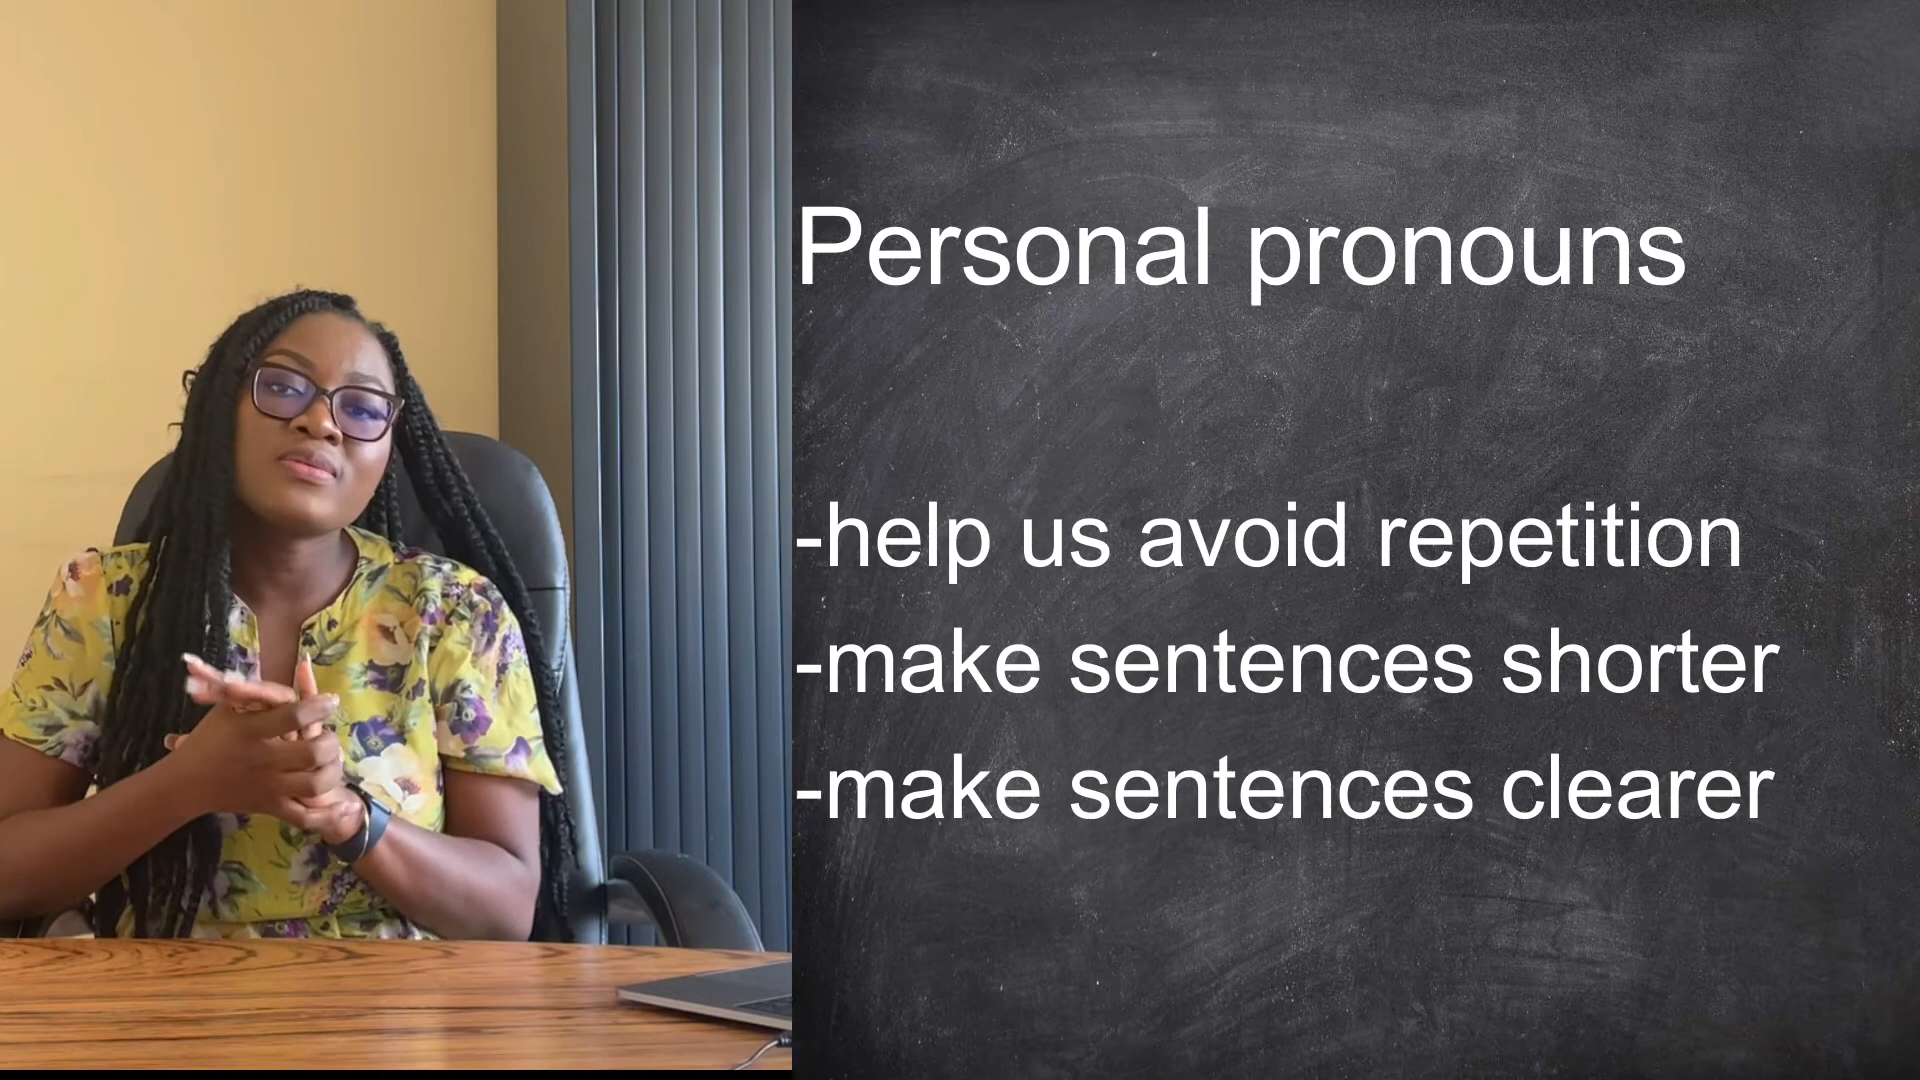 Personal pronouns
-help us avoid repetition
-make sentences shorter
-make sentences clearer